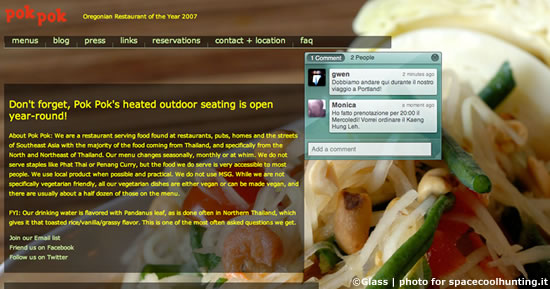 pok pok
Oregonian Restaurant of the Year 2007
menus blog press links reservations contact + location faq
1 Comment 2 People
gwen 2 minutes ago
Dobbiamo andare qui durante il nostro
viaggio a Portland!
Monica a moment ago
Ho fatto prenotazione per 20:00 il
Mercoledì! Vorrei ordinare il Kaeng
Hung Leh.
Add a comment
Don't forget, Pok Pok's heated outdoor seating is open
year-round!
About Pok Pok: We are a restaurant serving food found at restaurants, pubs, homes and the streets
of Southeast Asia with the majority of the food coming from Thailand, and specifically from the
North and Northeast of Thailand. Our menu changes seasonally, monthly or at whim. We do not
serve staples like Phat Thai or Penang Curry, but the food we do serve is very accessible to most
people. We use local product when possible and practical. We do not use MSG. While we are not
specifically vegetarian friendly, all our vegetarian dishes are either vegan or can be made vegan, and
there are usually about a half dozen of those on the menu.
FYI: Our drinking water is flavored with Pandanus leaf, as is done often in Northern Thailand, which
gives it that toasted rice/vanilla/grassy flavor. This is one of the most often asked questions we get.
Join our Email list
Friend us on Facebook
Follow us on Twitter
©Glass | photo for spacecoolhunting.it